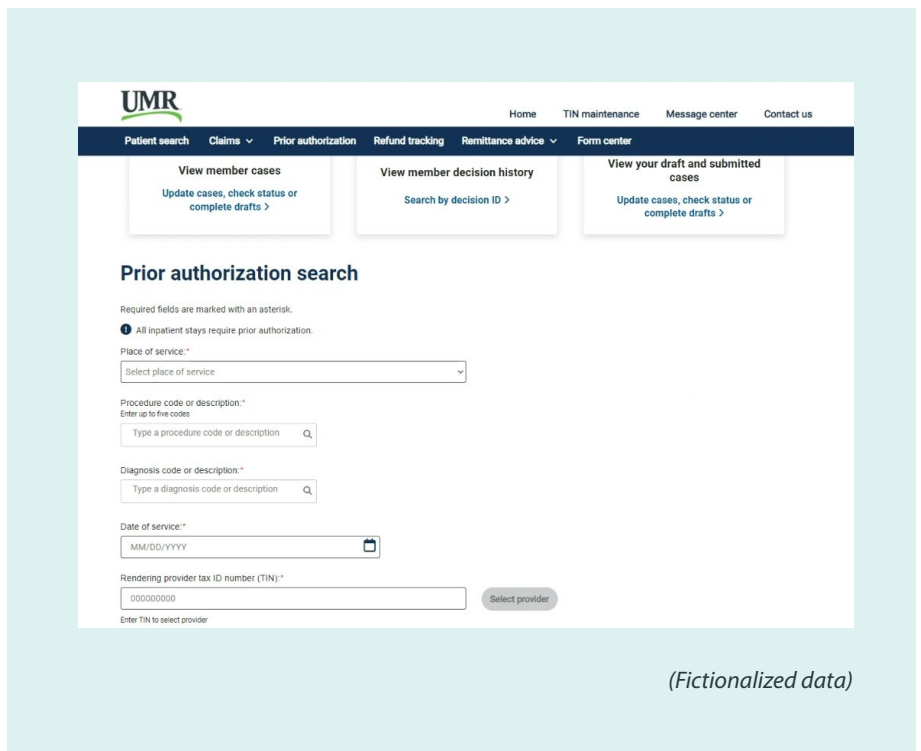 UMR
Home TIN maintenance Message center Contact us
Patient search Claims Prior authorization Refund tracking Remittance advice Form center
View member cases
Update cases, check status or
complete drafts >
View member decision history
Search by decision ID >
View your draft and submitted
cases
Update cases, check status or
complete drafts >
Prior authorization search
Required fields are marked with an asterisk.
! All inpatient stays require prior authorization.
Place of service:*
Select place of service
Procedure code or description:*
Enter up to five codes
Type a procedure code or description
Diagnosis code or description:*
Type a diagnosis code or description
Date of service:*
MM/DD/YYYY
Rendering provider tax ID number (TIN):*
000000000
Select provider
Enter TIN to select provider
(Fictionalized data)